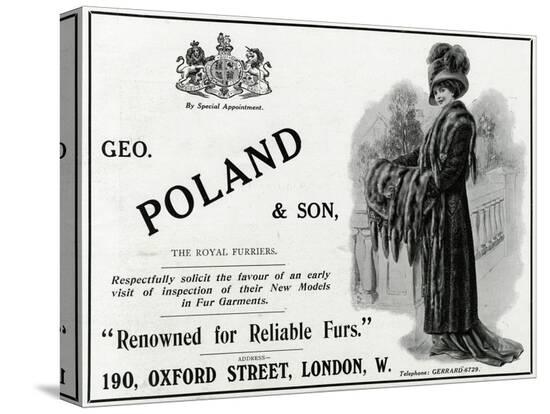 By Special Appointment.
GEO.
POLAND
& SON,
THE ROYAL FURRIERS.
Respectfully solicit the favour of an early
visit of inspection of their New Models
in Fur Garments.
"Renowned for Reliable Furs."
ADDRESS—
190, OXFORD STREET, LONDON, W.
Telephone: GERRARD 6729.